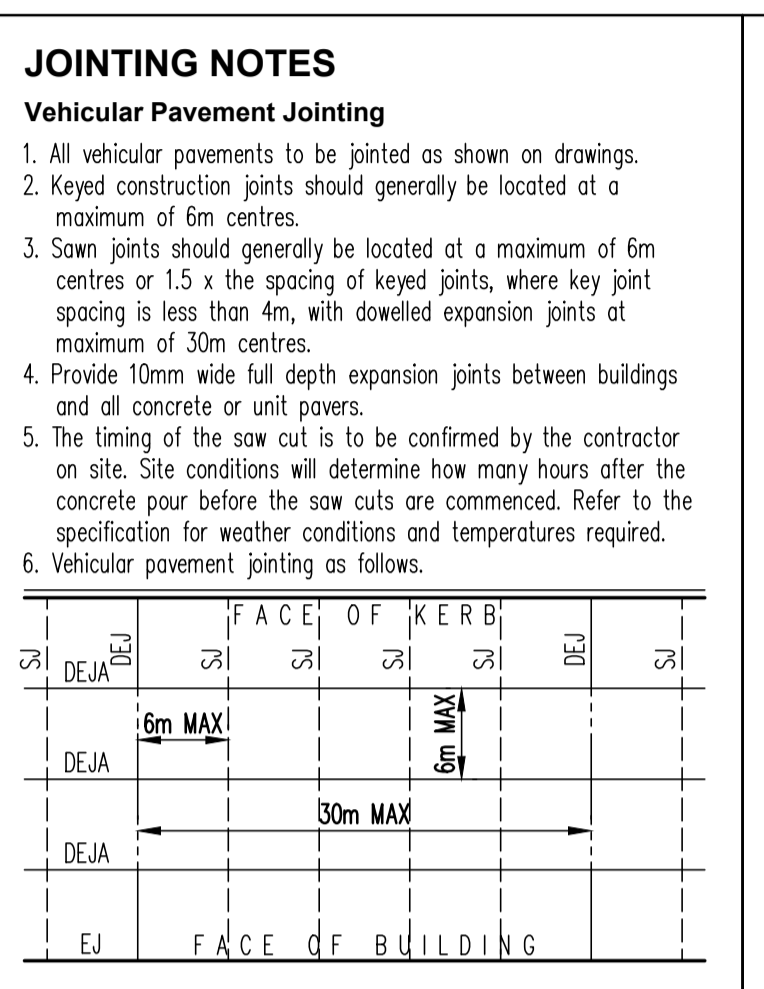 JOINTING NOTES
Vehicular Pavement Jointing
1. All vehicular pavements to be jointed as shown on drawings.
2. Keyed construction joints should generally be located at a
maximum of 6m centres.
3. Sawn joints should generally be located at a maximum of 6m
centres or 1.5 x the spacing of keyed joints, where key joint
spacing is less than 4m, with dowelled expansion joints at
maximum of 30m centres.
4. Provide 10mm wide full depth expansion joints between buildings
and all concrete or unit pavers.
5. The timing of the saw cut is to be confirmed by the contractor
on site. Site conditions will determine how many hours after the
concrete pour before the saw cuts are commenced. Refer to the
specification for weather conditions and temperatures required.
6. Vehicular pavement jointing as follows.
FACE OF KERB
SJ
DEJ
SJ
SJ
SJ
SJ
DEJ
SJ
DEJA
6m MAX
6m MAX
DEJA
30m MAX
DEJA
EJ
FACE OF BUILDING